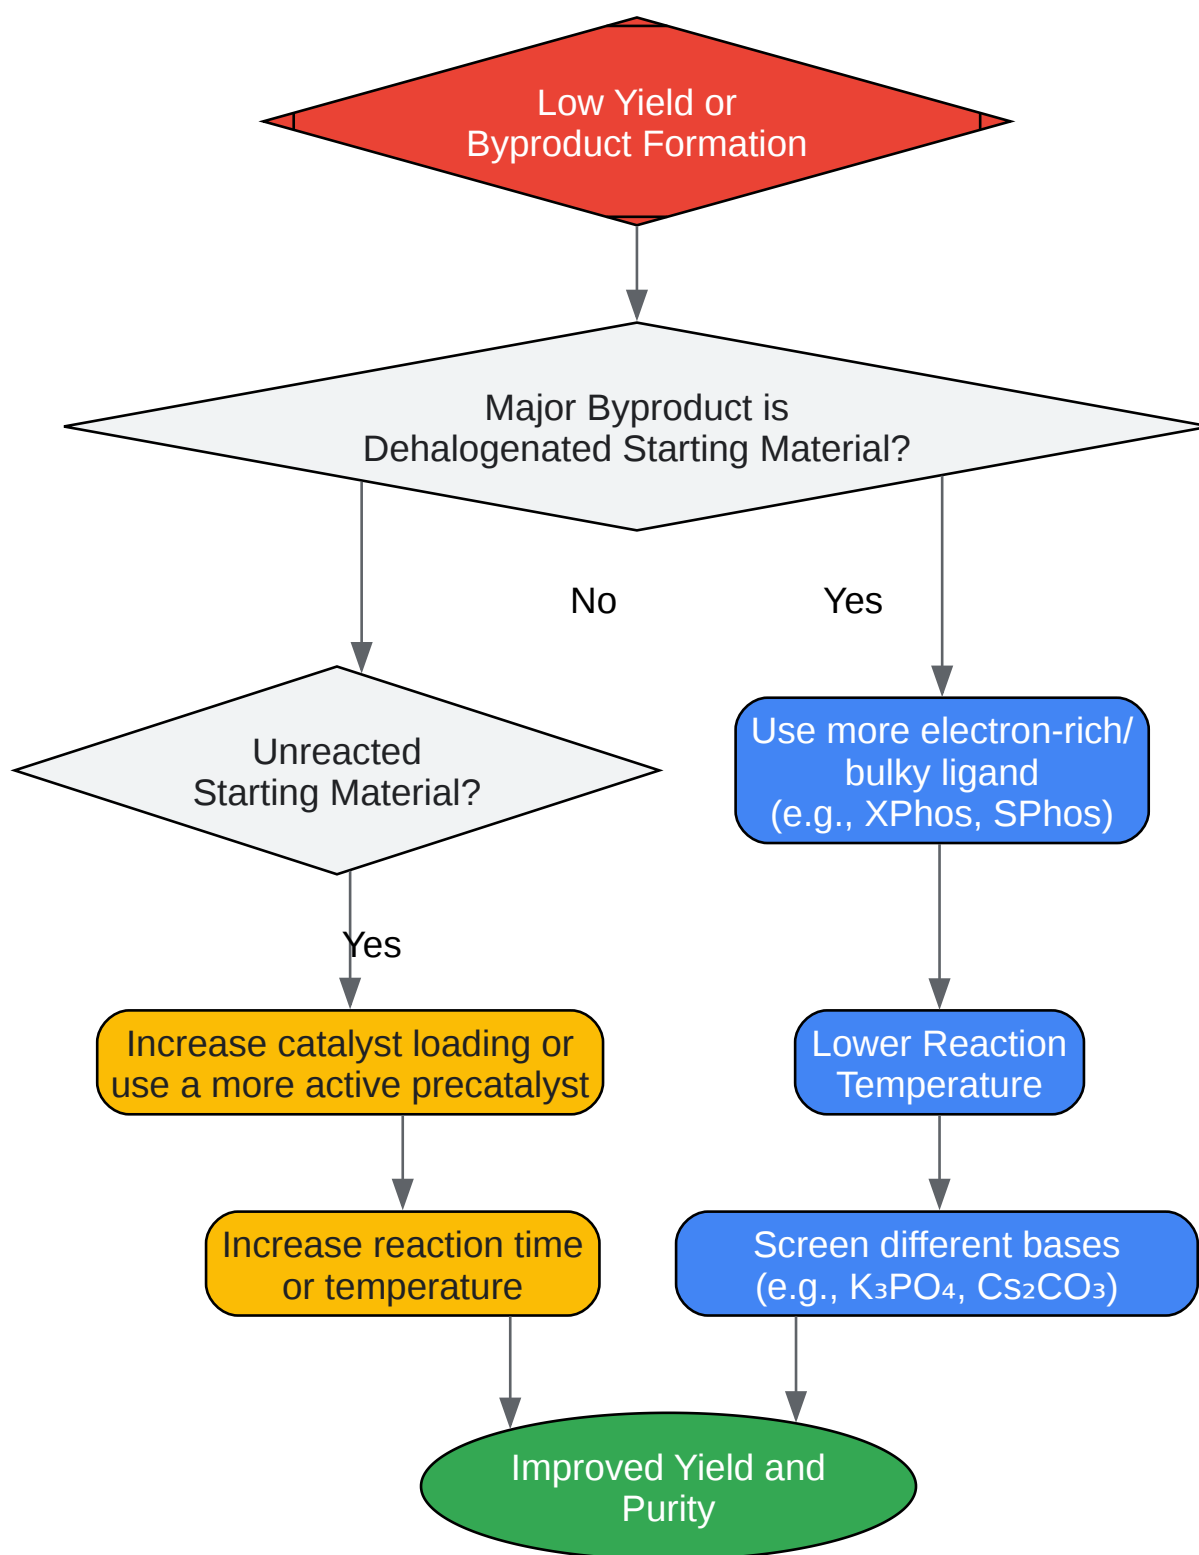 Low Yield or
Byproduct Formation
Major Byproduct is
Dehalogenated Starting Material?
No
Yes
Unreacted
Starting Material?
Use more electron-rich/
bulky ligand
(e.g., XPhos, SPhos)
Yes
Increase catalyst loading or
use a more active precatalyst
Lower Reaction
Temperature
Increase reaction time
or temperature
Screen different bases
(e.g., K₃PO₄, Cs₂CO₃)
Improved Yield and
Purity